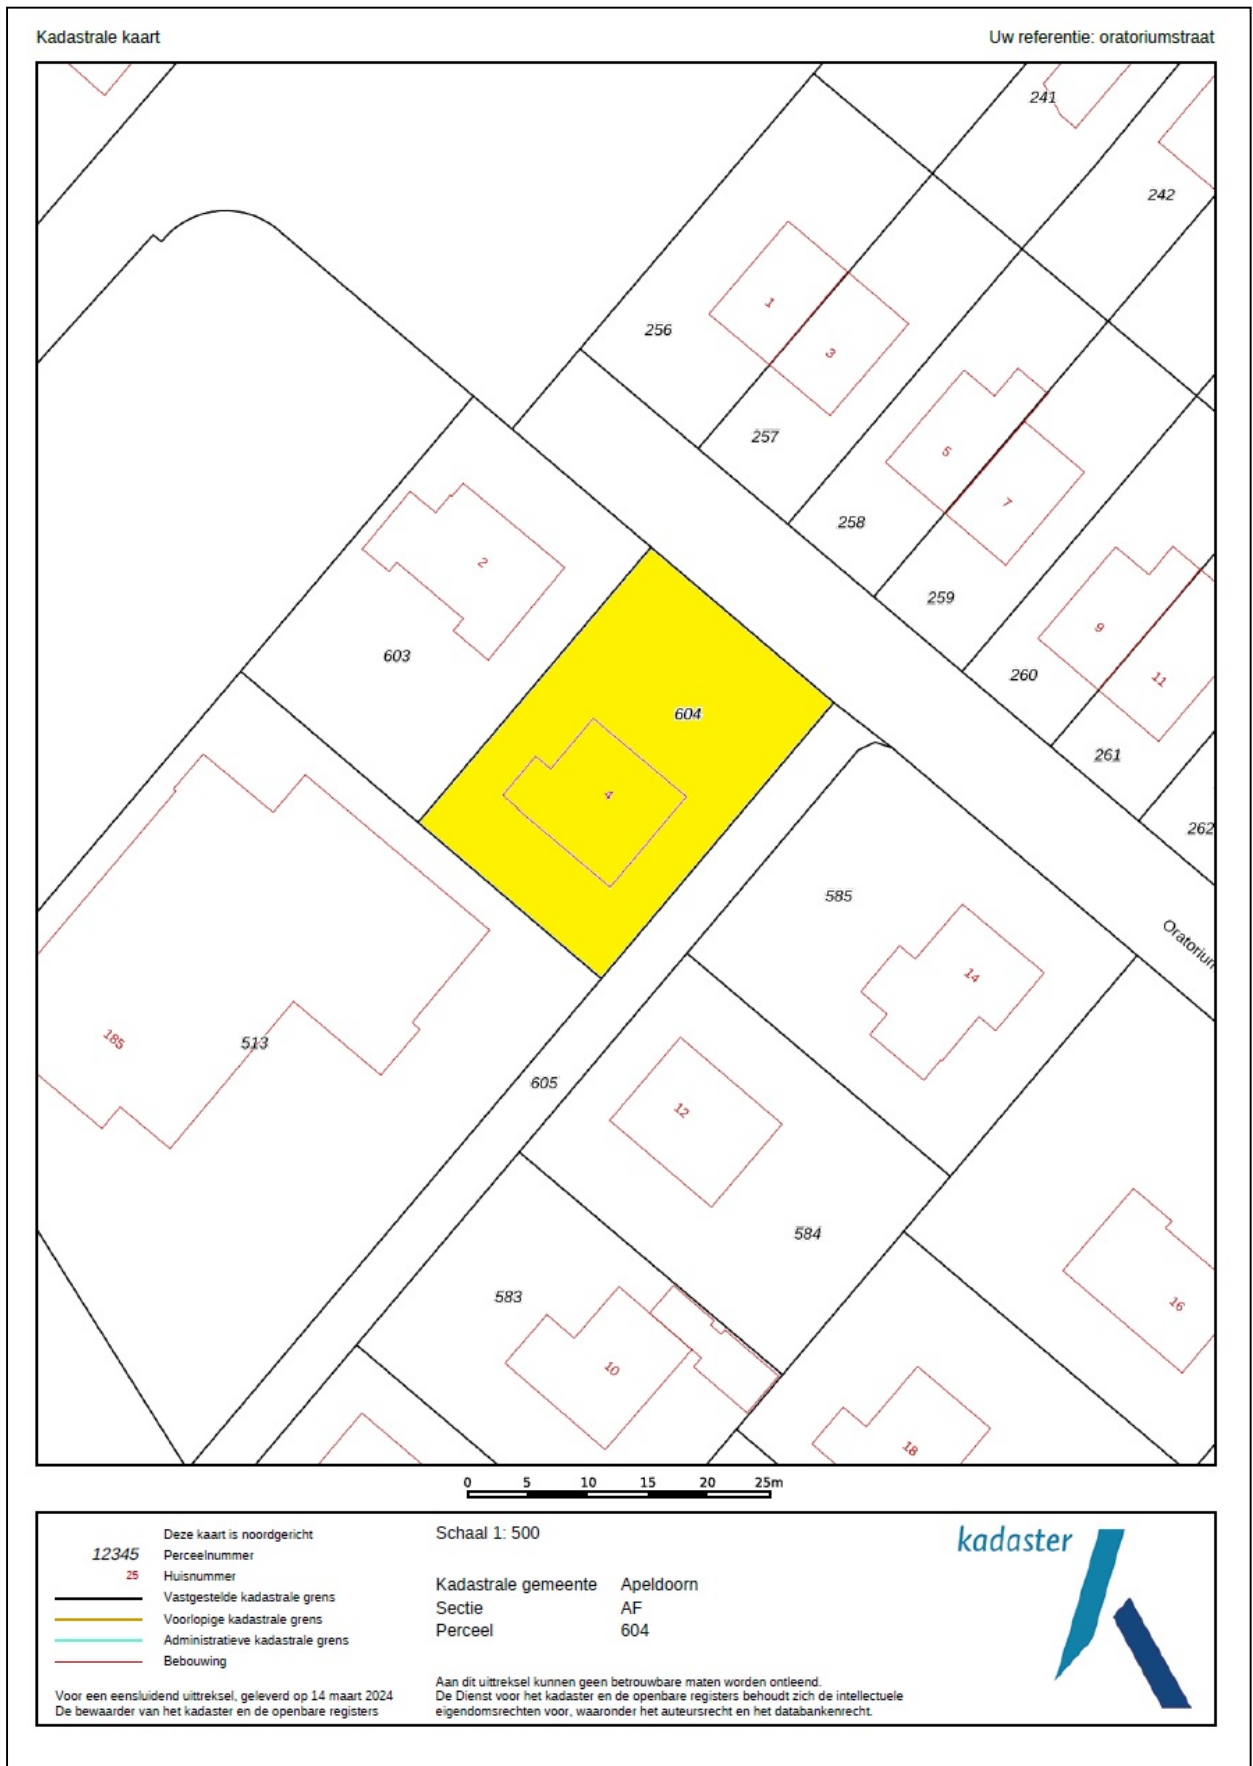 Kadastrale kaart
Uw referentie: oratoriumstraat
241
242
1
256
3
257
5
7
258
2
259
9
603
260
11
604
261
4
262
585
Oratorium
14
185
513
605
12
584
583
16
10
18
0 5 10 15 20 25m
Deze kaart is noordgericht
12345 Perceelnummer
25 Huisnummer
Vastgestelde kadastrale grens
Voorlopige kadastrale grens
Administratieve kadastrale grens
Bebouwing
Voor een eensluidend uittreksel, geleverd op 14 maart 2024
De bewaarder van het kadaster en de openbare registers
Schaal 1: 500
Kadastrale gemeente Apeldoorn
Sectie AF
Perceel 604
Aan dit uittreksel kunnen geen betrouwbare maten worden ontleend.
De Dienst voor het kadaster en de openbare registers behoudt zich de intellectuele
eigendomsrechten voor, waaronder het auteursrecht en het databankenrecht.
kadaster